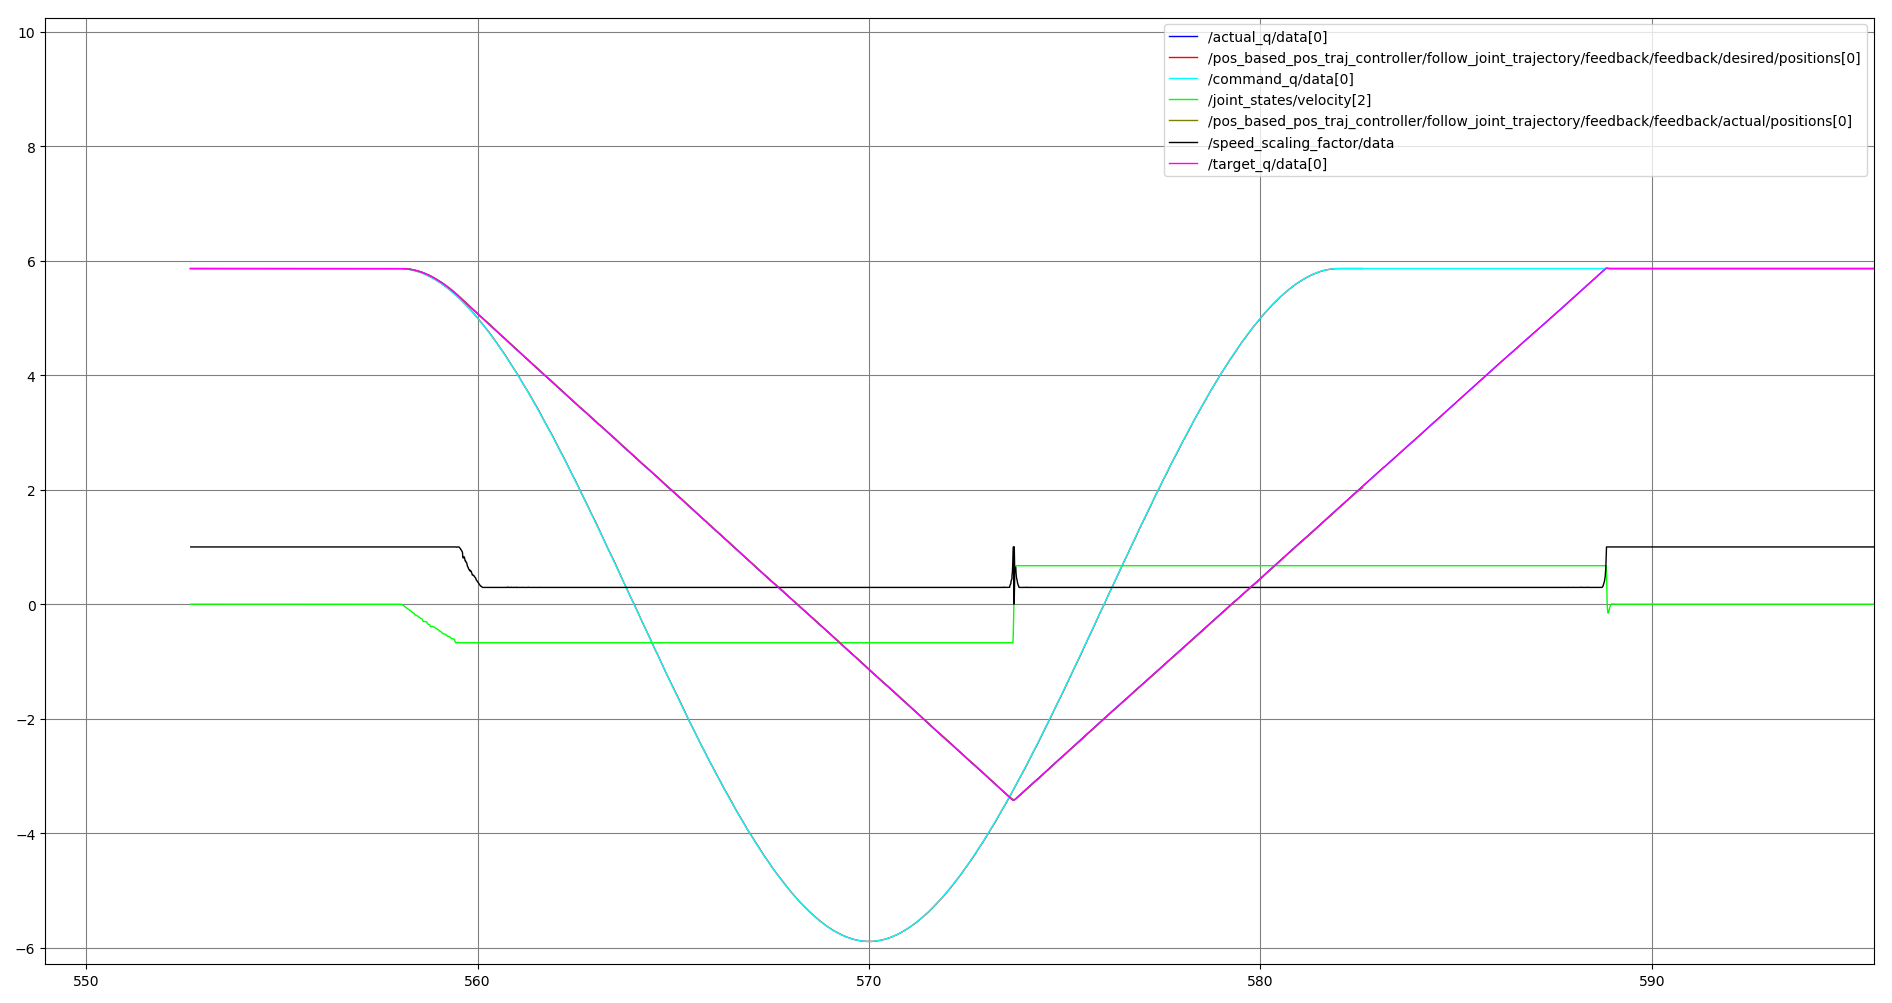 10
8
6
4
2
0
−2
−4
−6
550
560
570
580
590
/actual_q/data[0]
/pos_based_pos_traj_controller/follow_joint_trajectory/feedback/feedback/desired/positions[0]
/command_q/data[0]
/joint_states/velocity[2]
/pos_based_pos_traj_controller/follow_joint_trajectory/feedback/feedback/actual/positions[0]
/speed_scaling_factor/data
/target_q/data[0]